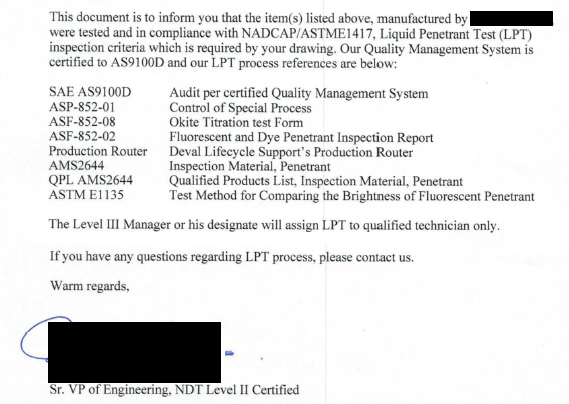 This document is to inform you that the item(s) listed above, manufactured by
were tested and in compliance with NADCAP/ASTME1417, Liquid Penetrant Test (LPT)
inspection criteria which is required by your drawing. Our Quality Management System is
certified to AS9100D and our LPT process references are below:
SAE AS9100D Audit per certified Quality Management System
ASP-852-01 Control of Special Process
ASF-852-08 Okite Titration test Form
ASF-852-02 Fluorescent and Dye Penetrant Inspection Report
Production Router Deval Lifecycle Support's Production Router
AMS2644 Inspection Material, Penetrant
QPL AMS2644 Qualified Products List, Inspection Material, Penetrant
ASTM E1135 Test Method for Comparing the Brightness of Fluorescent Penetrant
The Level III Manager or his designate will assign LPT to qualified technician only.
If you have any questions regarding LPT process, please contact us.
Warm regards,
Sr. VP of Engineering, NDT Level II Certified